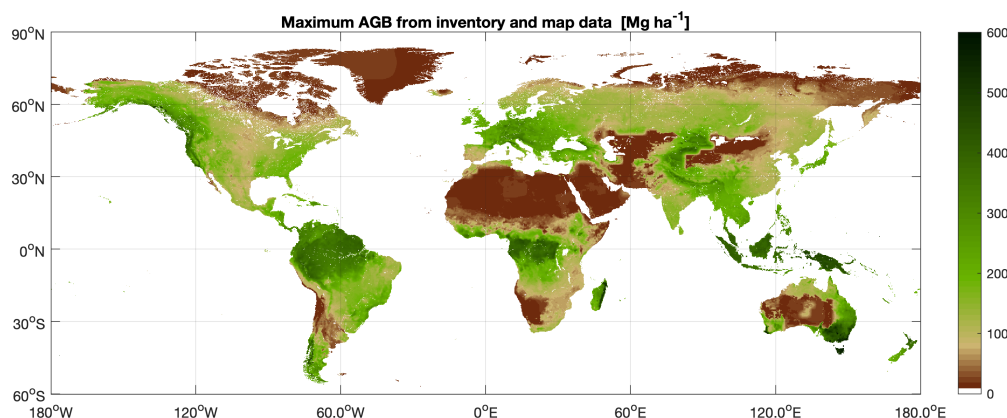 Maximum AGB from inventory and map data [Mg ha⁻¹]
90°N
60°N
30°N
0°N
30°S
60°S
180°W 120°W 60.0°W 0°E 60°E 120.0°E 180.0°E
600
500
400
300
200
100
0